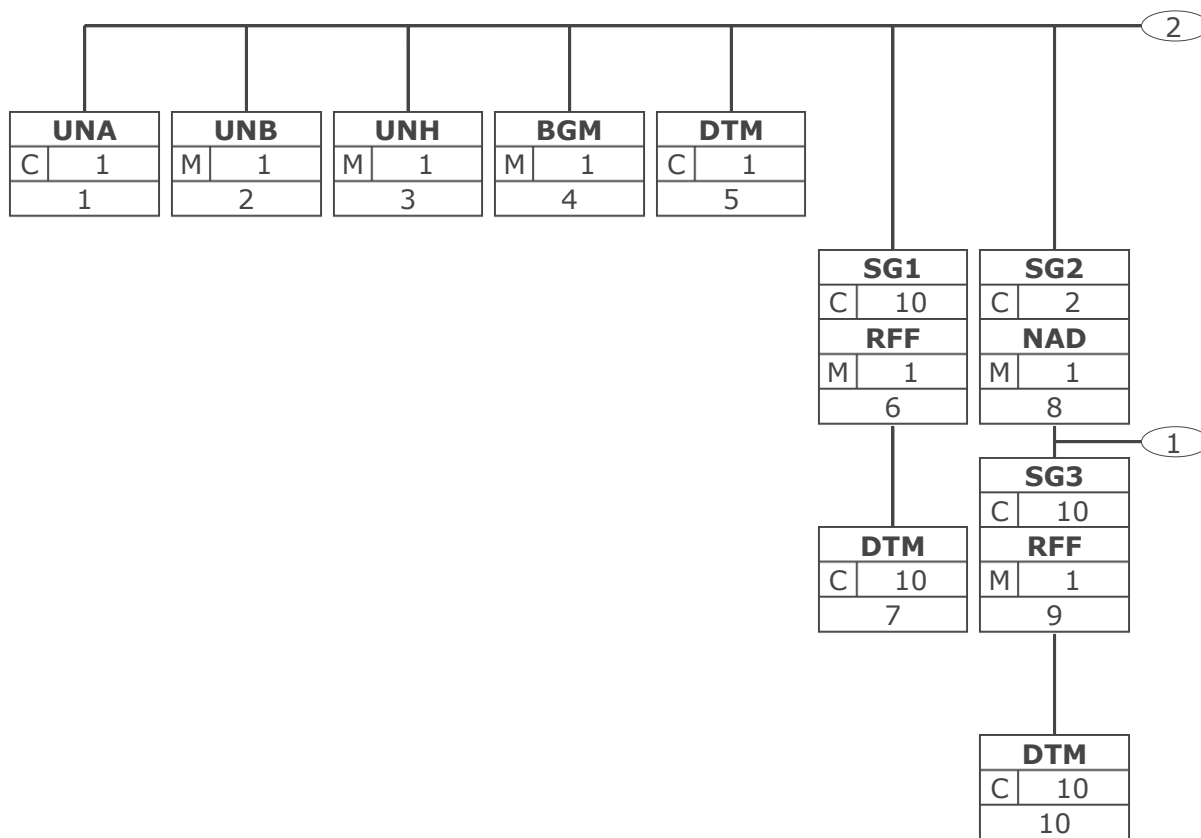 2
UNA UNB UNH BGM DTM
C 1 M 1 M 1 M 1 C 1
1 2 3 4 5
SG1 SG2
C 10 C 2
RFF NAD
M 1 M 1
6 8
1
SG3
C 10
DTM RFF
C 10 M 1
7 9
DTM
C 10
10